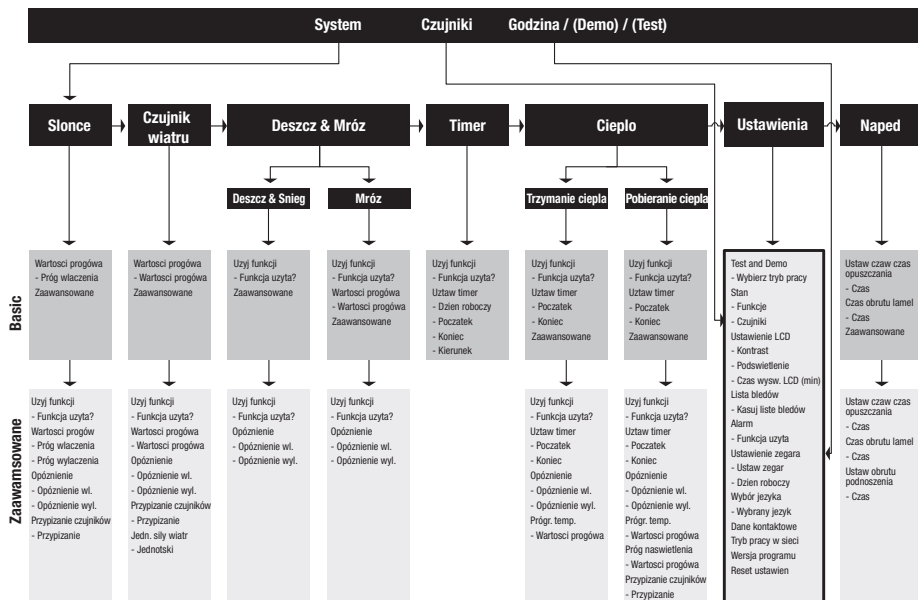 System
Czujniki
Godzina / (Demo) / (Test)
Slonce
Czujnik
wiatru
Deszcz & Mróz
Timer
Cieplo
Ustawienia
Naped
Deszcz & Snieg
Mróz
Trzymanie ciepla
Pobieranie ciepla
Basic
Wartosci progówa
- Próg wlaczenia
Zaawansowane
Wartosci progówa
- Wartosci progówa
Zaawansowane
Uzyj funkcji
- Funkcja uzyta?
Zaawansowane
Uzyj funkcji
- Funkcja uzyta?
Wartosci progówa
- Wartosci progówa
Zaawansowane
Uzyj funkcji
- Funkcja uzyta?
Uztaw timer
- Dzien roboczy
- Poczatek
- Koniec
- Kierunek
Uzyj funkcji
- Funkcja uzyta?
Uztaw timer
- Poczatek
- Koniec
Zaawansowane
Uzyj funkcji
- Funkcja uzyta?
Uztaw timer
- Poczatek
- Koniec
Zaawansowane
Test and Demo
- Wybierz tryb pracy
Stan
- Funkcje
- Czujniki
Ustawienie LCD
- Kontrast
- Podswietlenie
- Czas wysw. LCD (min)
Lista bledów
- Kasuj liste bledów
Alarm
- Funkcja uzyta
Ustawienie zegara
- Ustaw zegar
- Dzien roboczy
Wybór jezyka
- Wybrany jezyk
Dane kontaktowe
Tryb pracy w sieci
Wersja programu
Reset ustawien
Ustaw czaw czas
opuszczania
- Czas
Czas obrutu lamel
- Czas
Zaawansowane
Zaawamsowane
Uzyj funkcji
- Funkcja uzyta?
Wartosci progów
- Próg wlaczenia
- Próg wylaczenia
Opóznienie
- Opóznienie wl.
- Opóznienie wyl.
Przypizanie czujników
- Przypizanie
Uzyj funkcji
- Funkcja uzyta?
Wartosci progówa
- Wartosci progówa
Opóznienie
- Opóznienie wl.
- Opóznienie wyl.
Przypizanie czujników
- Przypizanie
Jedn. sily wiatr
- Jednotski
Uzyj funkcji
- Funkcja uzyta?
Opóznienie
- Opóznienie wl.
- Opóznienie wyl.
Uzyj funkcji
- Funkcja uzyta?
Opóznienie
- Opóznienie wl.
- Opóznienie wyl.
Uzyj funkcji
- Funkcja uzyta?
Uztaw timer
- Poczatek
- Koniec
Opóznienie
- Opóznienie wl.
- Opóznienie wyl.
Prógr. temp.
- Wartosci progówa
Uzyj funkcji
- Funkcja uzyta?
Uztaw timer
- Poczatek
- Koniec
Opóznienie
- Opóznienie wl.
- Opóznienie wyl.
Prógr. temp.
- Wartosci progówa
Próg naswietlenia
- Wartosci progówa
Przypizanie czujników
- Przypizanie
Ustaw czaw czas
opuszczania
- Czas
Czas obrutu lamel
- Czas
Ustaw obrutu
podnoszenia
- Czas